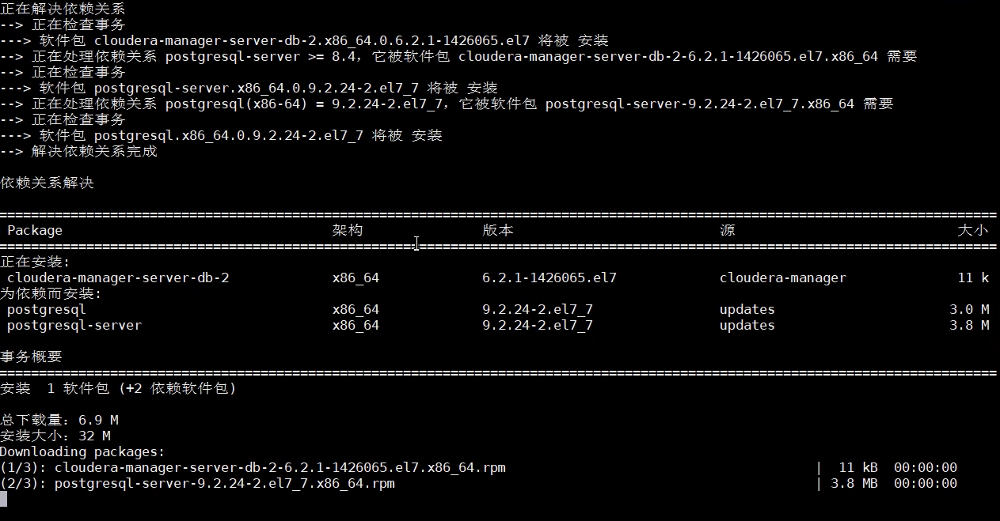 正在解决依赖关系
--> 正在检查事务
---> 软件包 cloudera-manager-server-db-2.x86_64.0.6.2.1-1426065.el7 将被 安装
--> 正在处理依赖关系 postgresql-server >= 8.4，它被软件包 cloudera-manager-server-db-2-6.2.1-1426065.el7.x86_64 需要
--> 正在检查事务
---> 软件包 postgresql-server.x86_64.0.9.2.24-2.el7_7 将被 安装
--> 正在处理依赖关系 postgresql(x86-64) = 9.2.24-2.el7_7，它被软件包 postgresql-server-9.2.24-2.el7_7.x86_64 需要
--> 正在检查事务
---> 软件包 postgresql.x86_64.0.9.2.24-2.el7_7 将被 安装
--> 解决依赖关系完成
依赖关系解决
Package 架构 版本 源 大小
正在安装:
cloudera-manager-server-db-2 x86_64 6.2.1-1426065.el7 cloudera-manager 11 k
为依赖而安装:
postgresql x86_64 9.2.24-2.el7_7 updates 3.0 M
postgresql-server x86_64 9.2.24-2.el7_7 updates 3.8 M
事务概要
安装 1 软件包 (+2 依赖软件包)
总下载量：6.9 M
安装大小：32 M
Downloading packages:
(1/3): cloudera-manager-server-db-2-6.2.1-1426065.el7.x86_64.rpm | 11 kB 00:00:00
(2/3): postgresql-server-9.2.24-2.el7_7.x86_64.rpm | 3.8 MB 00:00:00